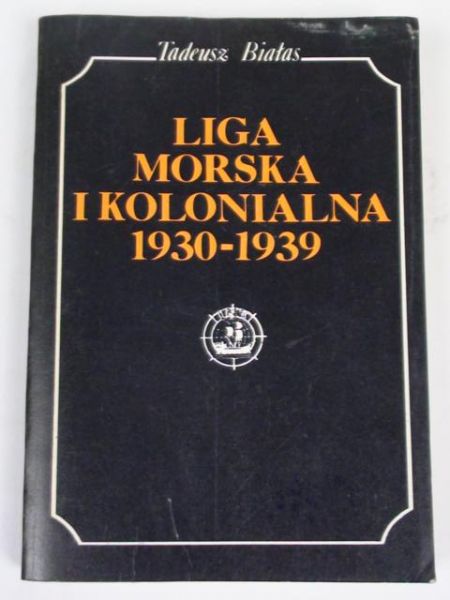 Tadeusz Białas
LIGA
MORSKA
I KOLONIALNA
1930-1939